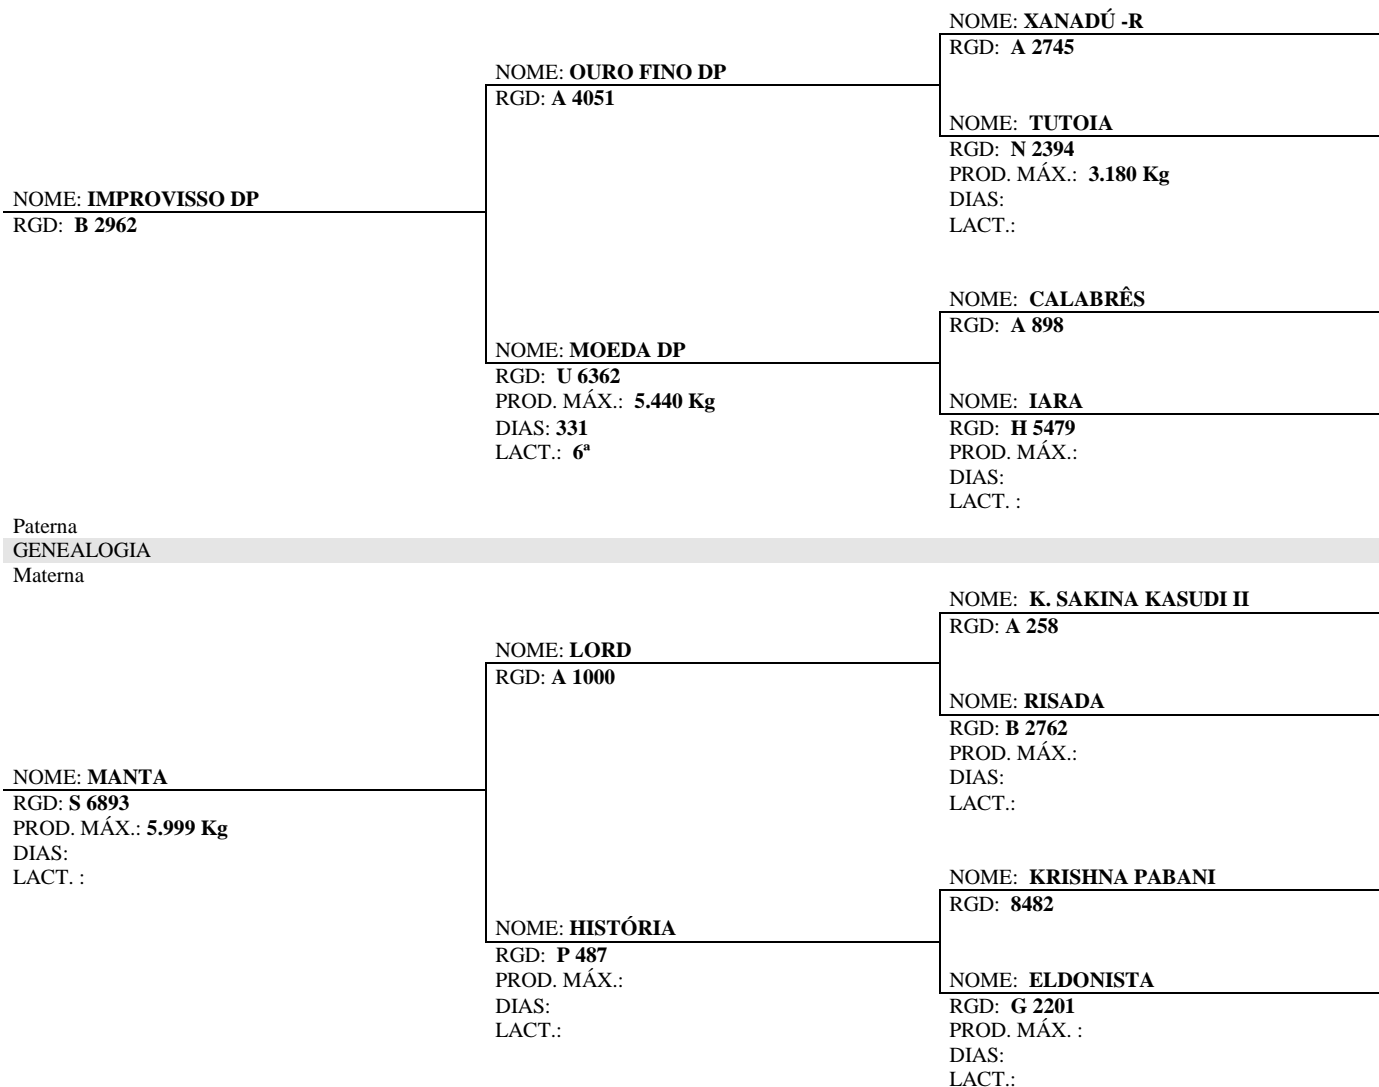 NOME: XANADÚ -R
RGD: A 2745
NOME: OURO FINO DP
RGD: A 4051
NOME: TUTOIA
RGD: N 2394
PROD. MÁX.: 3.180 Kg
DIAS:
LACT.:
NOME: IMPROVISSO DP
RGD: B 2962
NOME: CALABRÊS
RGD: A 898
NOME: MOEDA DP
RGD: U 6362
PROD. MÁX.: 5.440 Kg
DIAS: 331
LACT.: 6ª
NOME: IARA
RGD: H 5479
PROD. MÁX.:
DIAS:
LACT. :
Paterna
GENEALOGIA
Materna
NOME: K. SAKINA KASUDI II
RGD: A 258
NOME: LORD
RGD: A 1000
NOME: RISADA
RGD: B 2762
PROD. MÁX.:
DIAS:
LACT.:
NOME: MANTA
RGD: S 6893
PROD. MÁX.: 5.999 Kg
DIAS:
LACT. :
NOME: KRISHNA PABANI
RGD: 8482
NOME: HISTÓRIA
RGD: P 487
PROD. MÁX.:
DIAS:
LACT.:
NOME: ELDONISTA
RGD: G 2201
PROD. MÁX. :
DIAS:
LACT.: